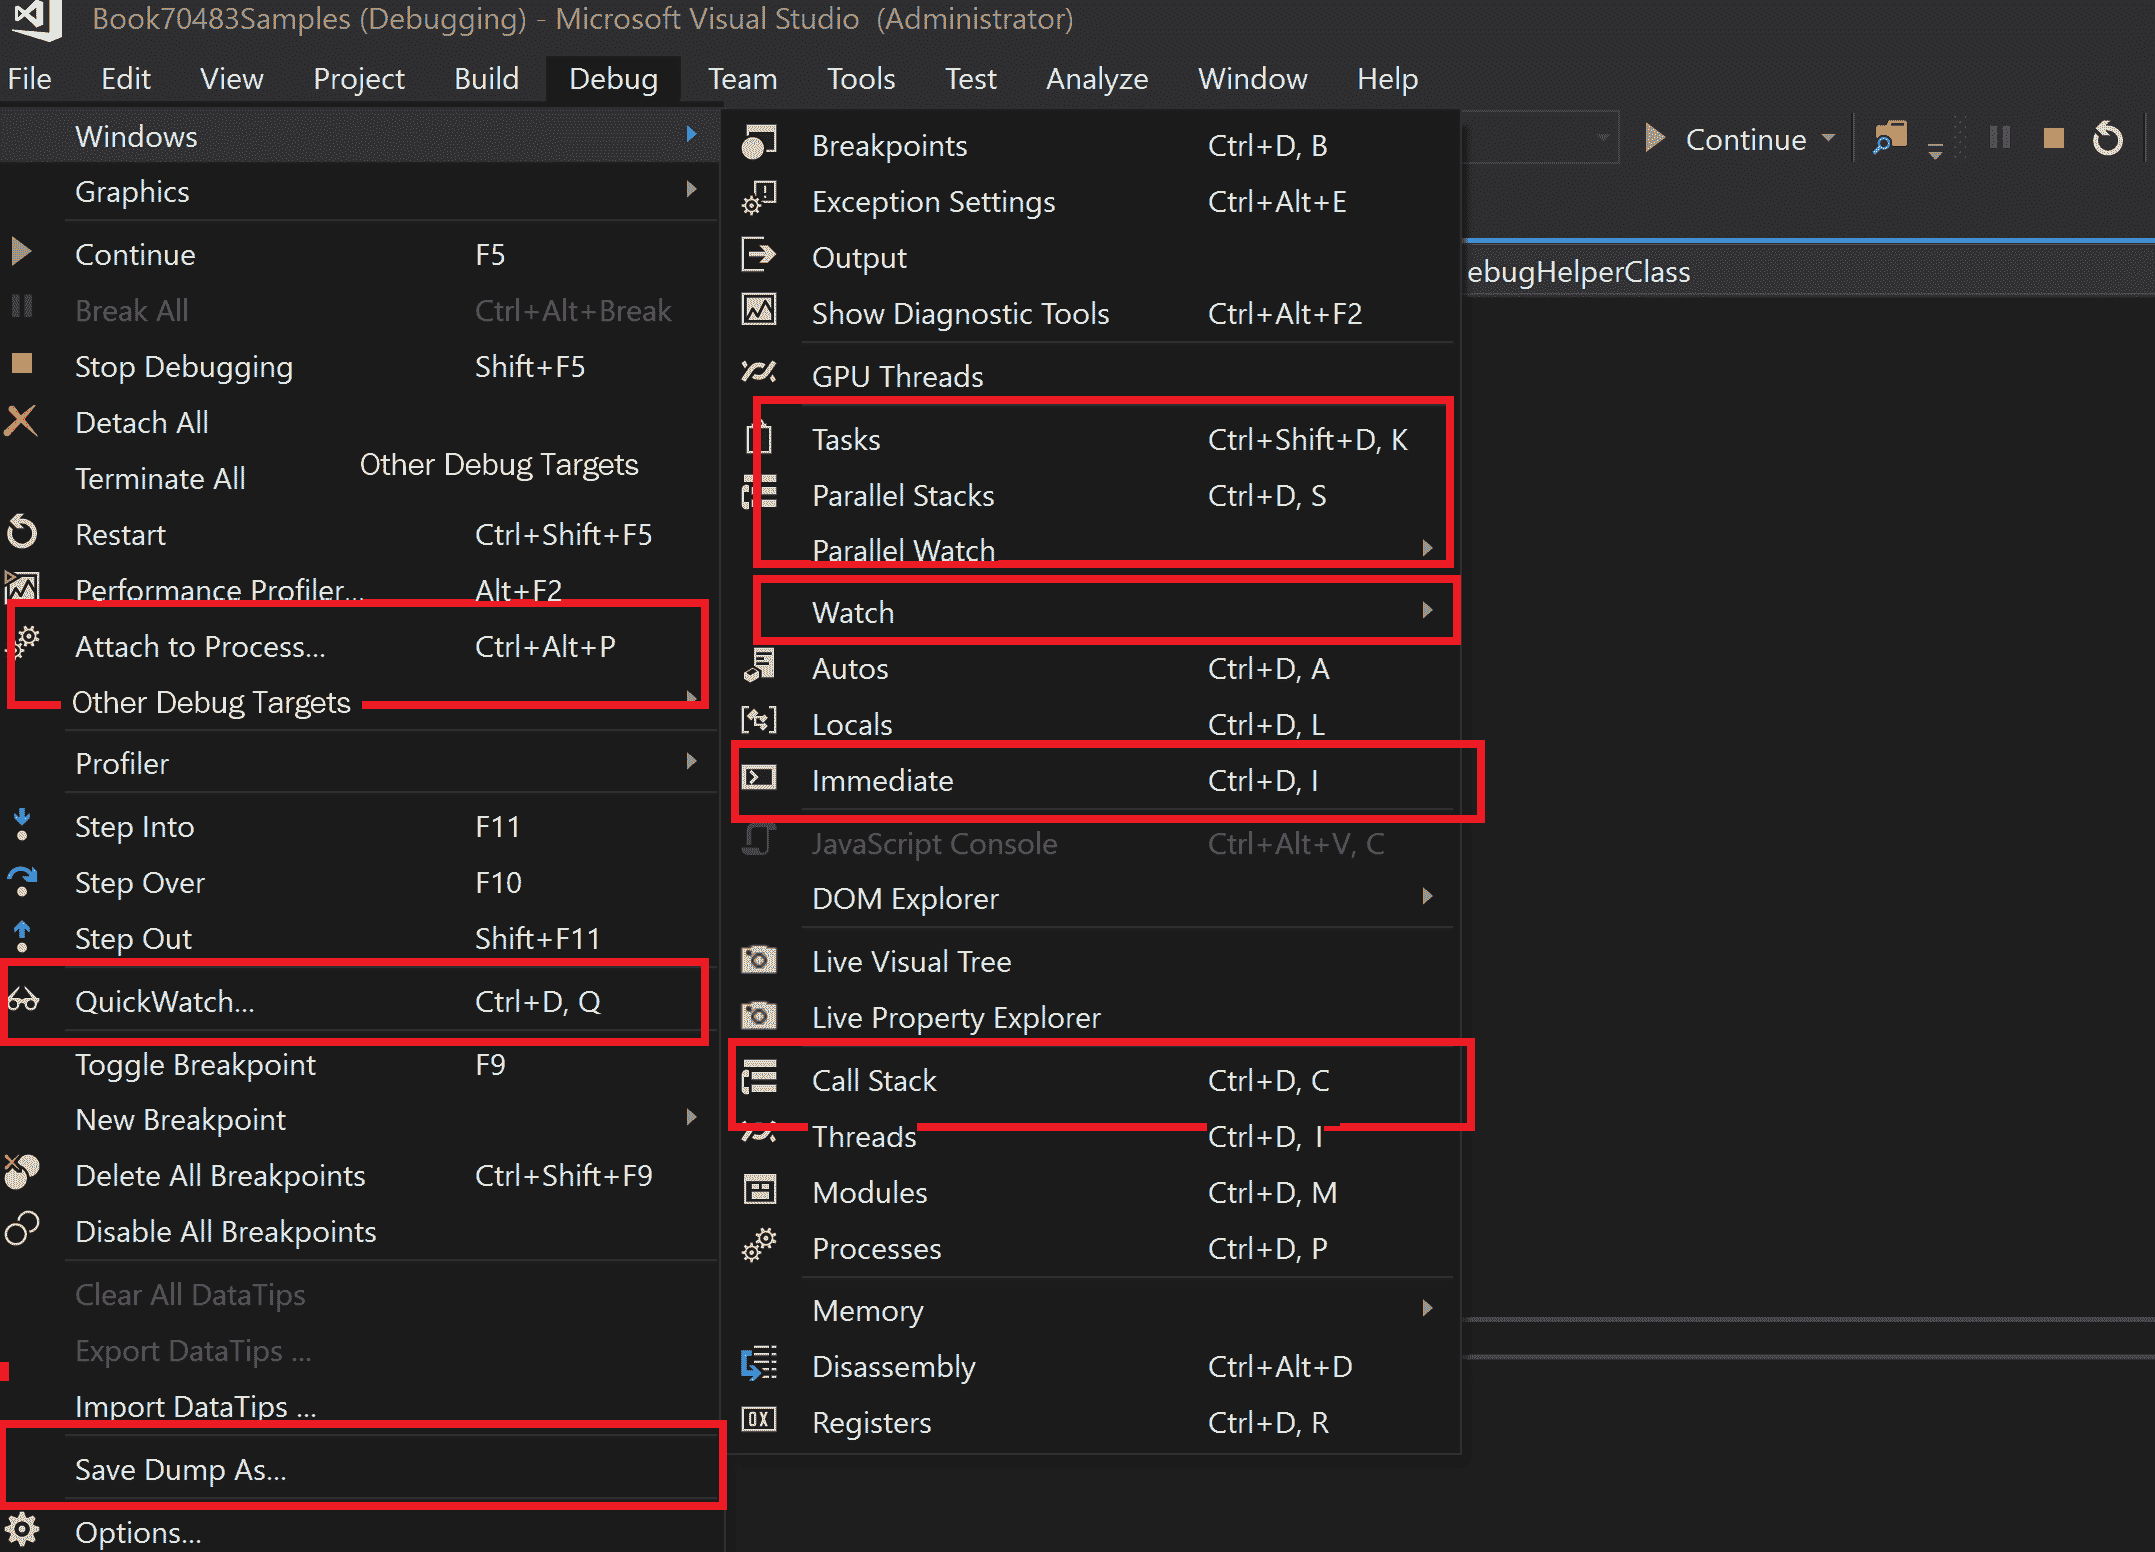 Book70483Samples (Debugging) - Microsoft Visual Studio (Administrator)
File Edit View Project Build Debug Team Tools Test Analyze Window Help
Continue
ebugHelperClass
Windows
Graphics
Continue F5
Break All Ctrl+Alt+Break
Stop Debugging Shift+F5
Detach All
Other Debug Targets
Terminate All
Restart Ctrl+Shift+F5
Performance Profiler... Alt+F2
Attach to Process... Ctrl+Alt+P
Other Debug Targets
Profiler
Step Into F11
Step Over F10
Step Out Shift+F11
QuickWatch... Ctrl+D, Q
Toggle Breakpoint F9
New Breakpoint
Delete All Breakpoints Ctrl+Shift+F9
Disable All Breakpoints
Clear All DataTips
Export DataTips ...
Import DataTips ...
Save Dump As...
Options...
Breakpoints Ctrl+D, B
Exception Settings Ctrl+Alt+E
Output
Show Diagnostic Tools Ctrl+Alt+F2
GPU Threads
Tasks Ctrl+Shift+D, K
Parallel Stacks Ctrl+D, S
Parallel Watch
Watch
Autos Ctrl+D, A
Locals Ctrl+D, L
Immediate Ctrl+D, I
JavaScript Console Ctrl+Alt+V, C
DOM Explorer
Live Visual Tree
Live Property Explorer
Call Stack Ctrl+D, C
Threads Ctrl+D,
Modules Ctrl+D, M
Processes Ctrl+D, P
Memory
Disassembly Ctrl+Alt+D
Registers Ctrl+D, R